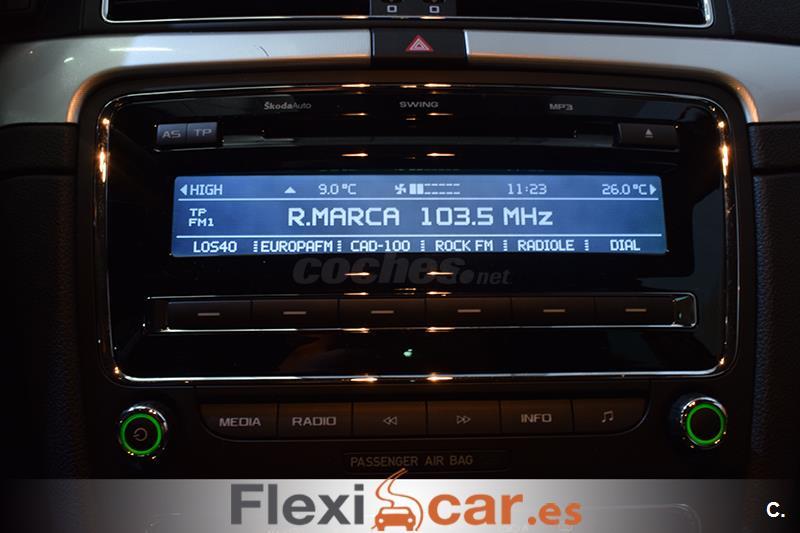 ŠkodaAuto SWING MP3
AS TP
HIGH 9.0°C 11:23 26.0°C
TP
FM1
R.MARCA 103.5 MHz
LOS40 EUROPAFM CAD-100 ROCK FM RADIOLE DIAL
coches.net
MEDIA RADIO INFO
PASSENGER AIR BAG
Flexicar.es
C.